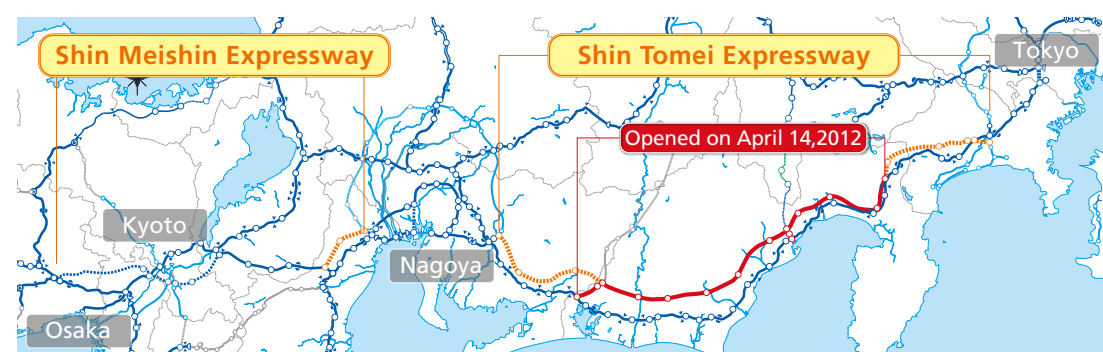 Shin Meishin Expressway
Shin Tomei Expressway
Tokyo
Opened on April 14,2012
Kyoto
Nagoya
Osaka